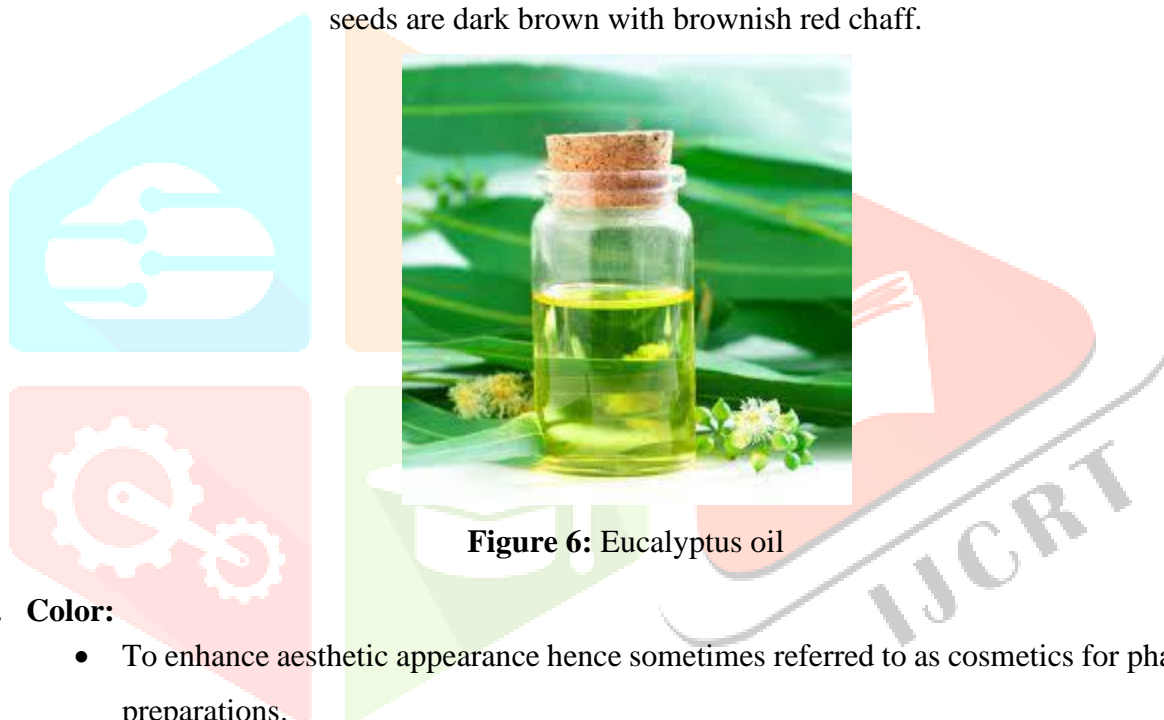 seeds are dark brown with brownish red chaff.
Figure 6: Eucalyptus oil
Color:
• To enhance aesthetic appearance hence sometimes referred to as cosmetics for pha
preparations.
IJCRT